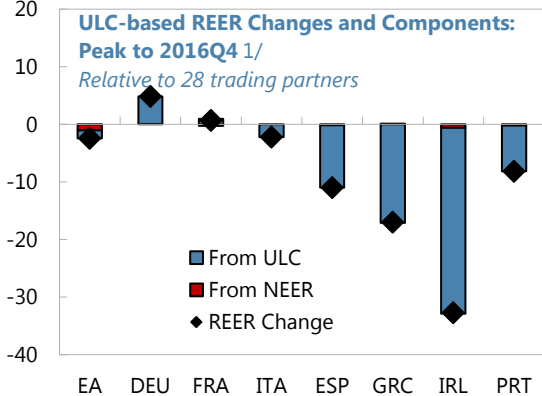 ULC-based REER Changes and Components:
Peak to 2016Q4 1/
Relative to 28 trading partners
20
10
0
-10
-20
-30
-40
From ULC
From NEER
REER Change
EA DEU FRA ITA ESP GRC IRL PRT